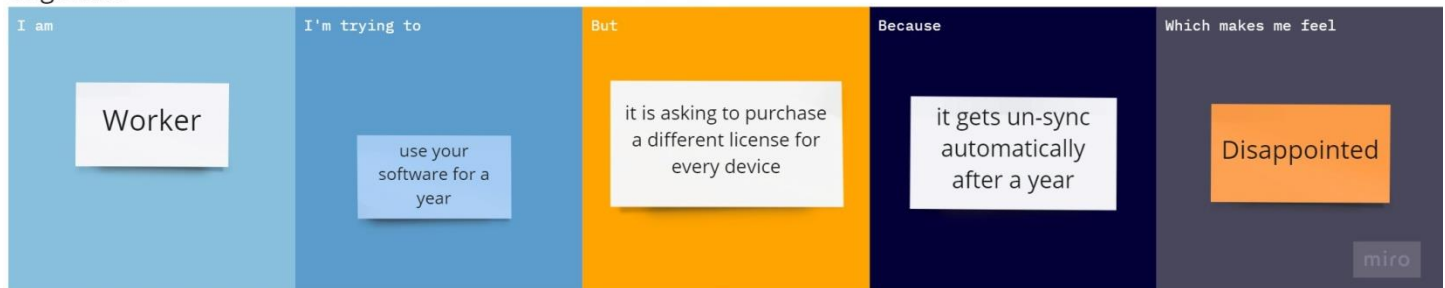 I am
Worker
I'm trying to
use your
software for a
year
But
it is asking to purchase
a different license for
every device
Because
it gets un-sync
automatically
after a year
Which makes me feel
Disappointed
miro